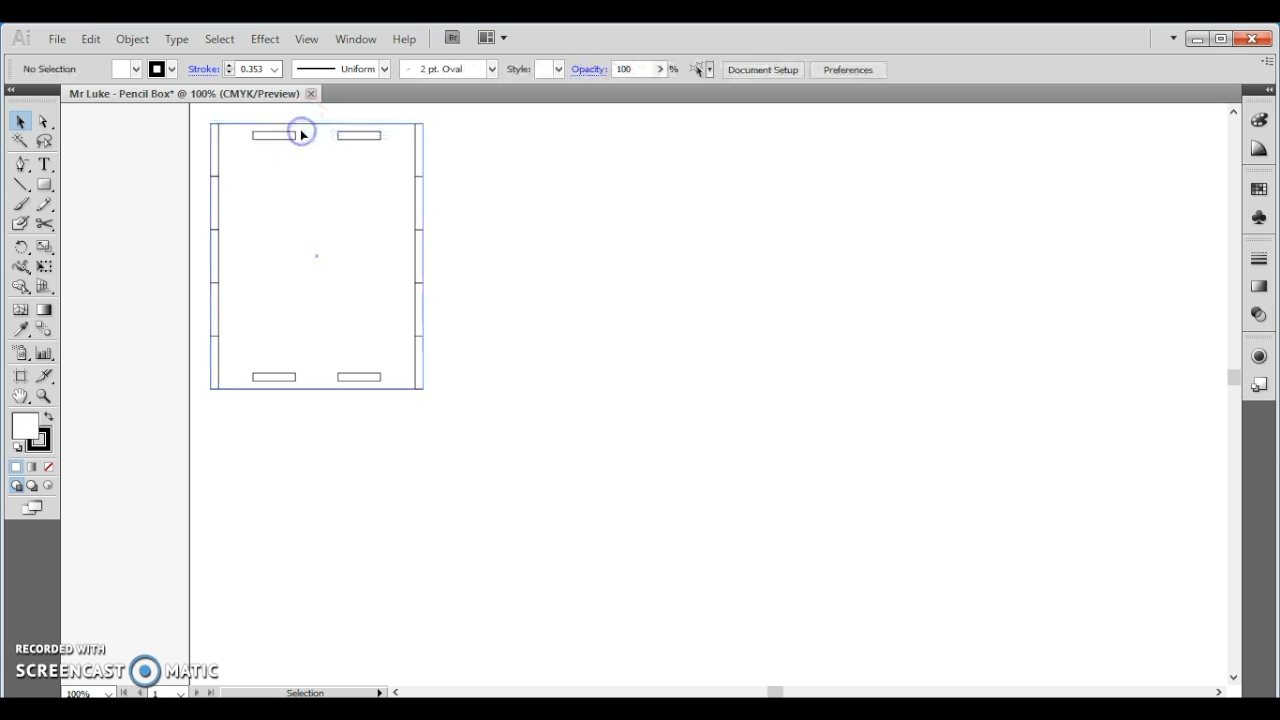 Ai File Edit Object Type Select Effect View Window Help Br
No Selection Stroke: 0.353 Uniform - 2 pt. Oval Style: Opacity: 100 % Document Setup Preferences
Mr Luke - Pencil Box* @ 100% (CMYK/Preview)
T
RECORDED WITH
SCREENCAST MATIC
100% 1 Selection